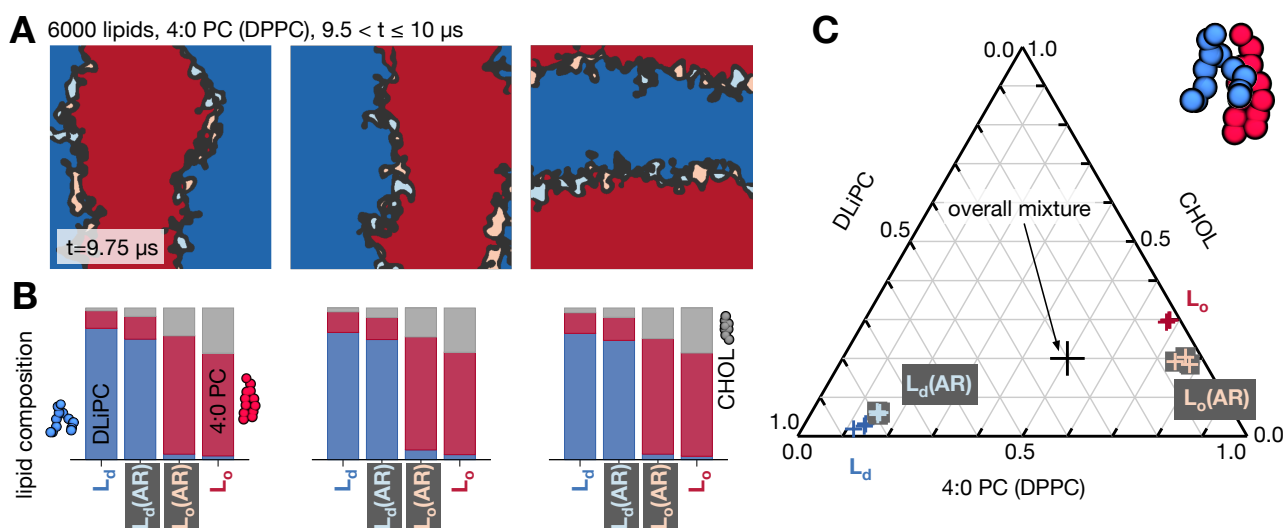 A 6000 lipids, 4:0 PC (DPPC), 9.5 < t ≤ 10 µs
t=9.75 µs
B
lipid composition
DLiPC
4:0 PC
CHOL
Ld Ld(AR) Lo(AR) Lo
Ld Ld(AR) Lo(AR) Lo
Ld Ld(AR) Lo(AR) Lo
C
0.0 1.0
DLiPC
CHOL
overall mixture
0.5
0.5
Lo
Ld(AR)
Lo(AR)
1.0
0.0
Ld
0.0 0.5 1.0
4:0 PC (DPPC)